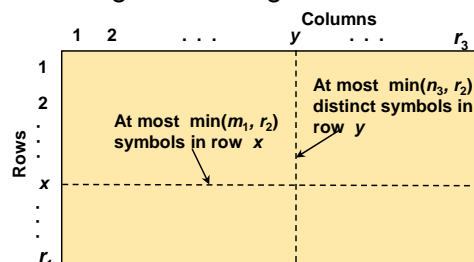 Columns
1 2 . . . y . . . r3
1
2
.
.
.
x
.
.
.
r1
Rows
At most min(m1, r2)
symbols in row x
At most min(n3, r2)
distinct symbols in
row y